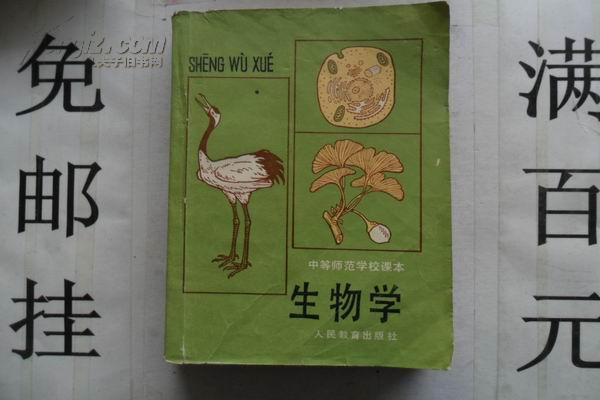 免邮挂
满百元
SHĒNG WÙ XUÉ
中等师范学校课本
生物学
人民教育出版社